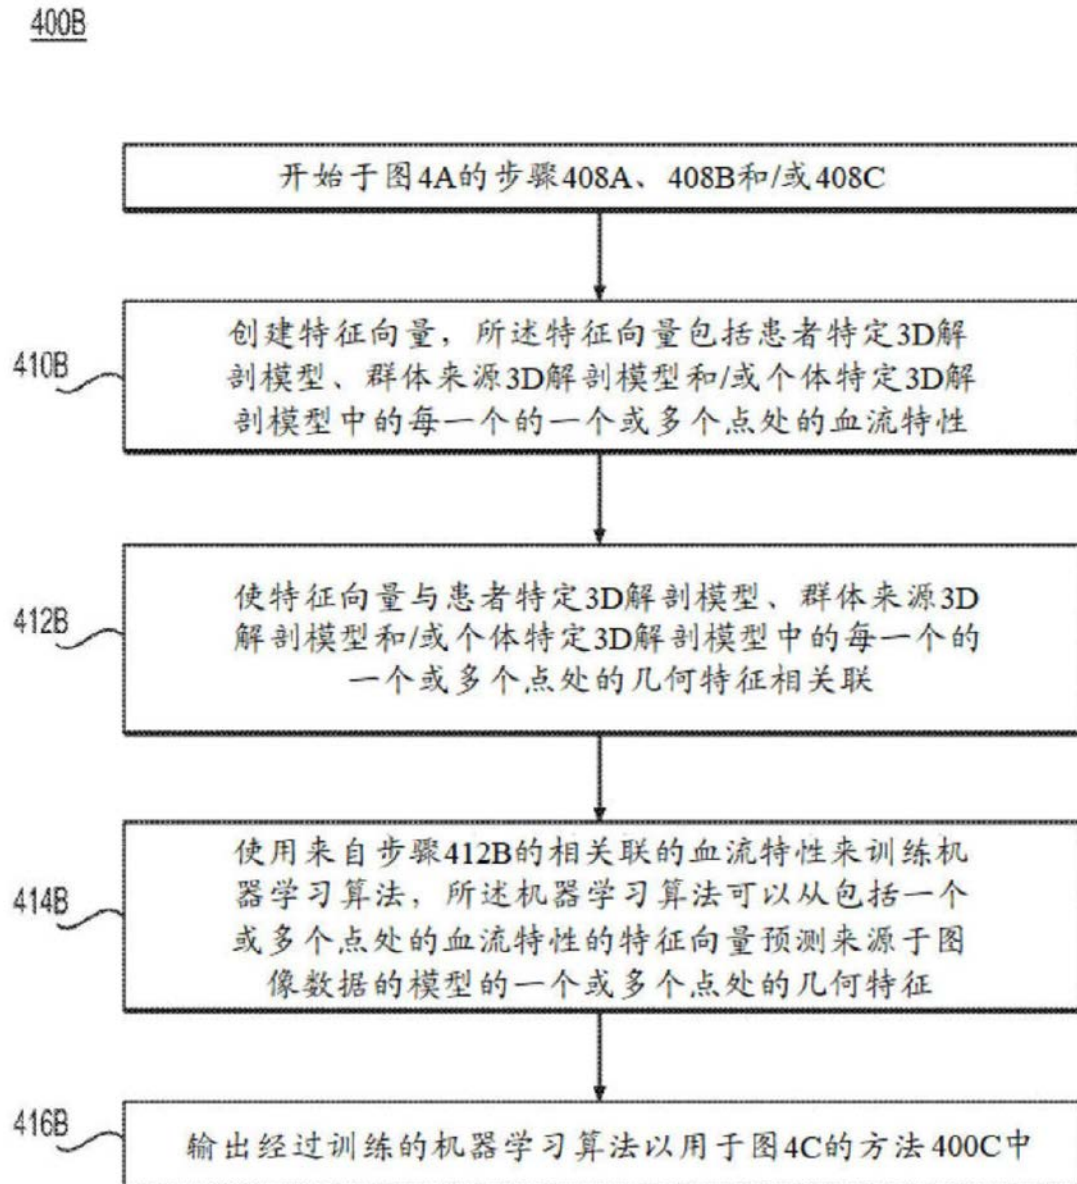 400B
开始于图4A的步骤408A、408B和/或408C
410B
创建特征向量，所述特征向量包括患者特定3D解
剖模型、群体来源3D解剖模型和/或个体特定3D解
剖模型中的每一个的一个或多个点处的血流特性
412B
使特征向量与患者特定3D解剖模型、群体来源3D
解剖模型和/或个体特定3D解剖模型中的每一个的
一个或多个点处的几何特征相关联
414B
使用来自步骤412B的相关联的血流特性来训练机
器学习算法，所述机器学习算法可以从包括一个
或多个点处的血流特性的特征向量预测来源于图
像数据的模型的一个或多个点处的几何特征
416B
输出经过训练的机器学习算法以用于图4C的方法400C中